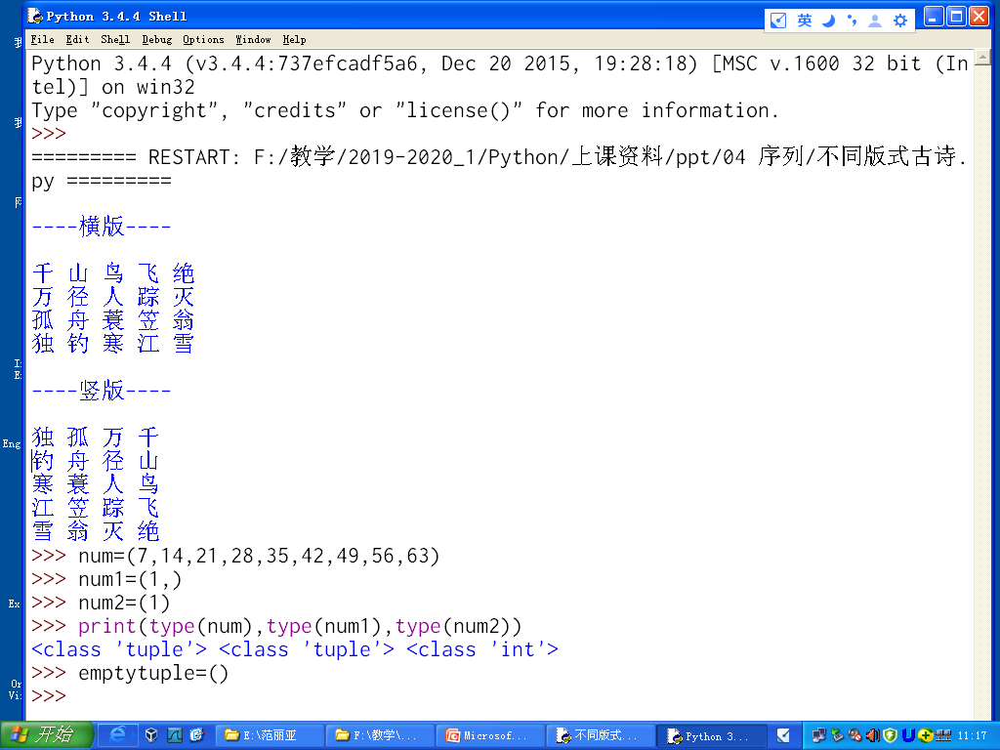 Python 3.4.4 Shell
英
File Edit Shell Debug Options Window Help
Python 3.4.4 (v3.4.4:737efcadf5a6, Dec 20 2015, 19:28:18) [MSC v.1600 32 bit (In
tel)] on win32
Type "copyright", "credits" or "license()" for more information.
>>>
========= RESTART: F:/教学/2019-2020_1/Python/上课资料/ppt/04 序列/不同版式古诗.
py =========
----横版----
千 山 鸟 飞 绝
万 径 人 踪 灭
孤 舟 蓑 笠 翁
独 钓 寒 江 雪
----竖版----
独 孤 万 千
钓 舟 径 山
寒 蓑 人 鸟
江 笠 踪 飞
雪 翁 灭 绝
>>> num=(7,14,21,28,35,42,49,56,63)
>>> num1=(1,)
>>> num2=(1)
>>> print(type(num),type(num1),type(num2))
<class 'tuple'> <class 'tuple'> <class 'int'>
>>> emptytuple=()
>>>
Eng
Ex
开始
E:\范丽亚
F:\教学\...
Microsof...
不同版式...
Python 3...
11:17